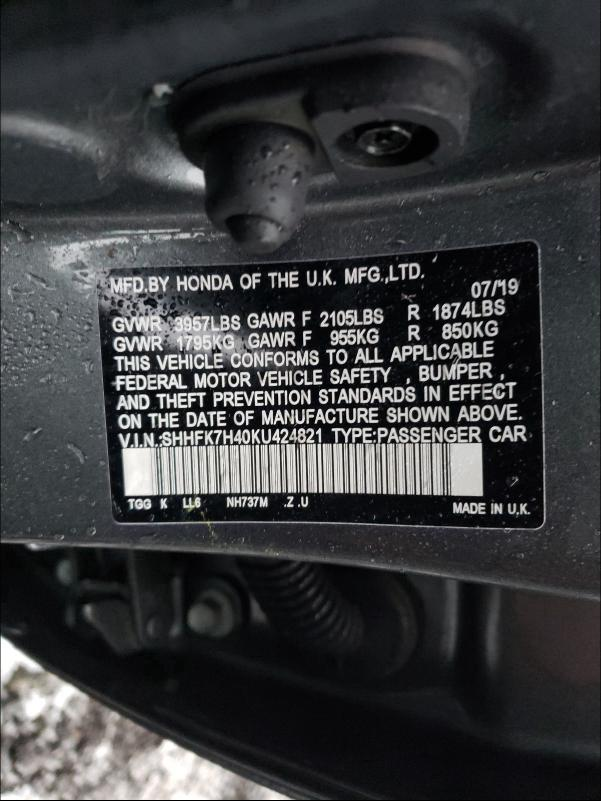 MFD.BY HONDA OF THE U.K. MFG.,LTD.
07/19
GVWR 3957LBS GAWR F 2105LBS R 1874LBS
GVWR 1795KG GAWR F 955KG R 850KG
THIS VEHICLE CONFORMS TO ALL APPLICABLE
FEDERAL MOTOR VEHICLE SAFETY , BUMPER ,
AND THEFT PREVENTION STANDARDS IN EFFECT
ON THE DATE OF MANUFACTURE SHOWN ABOVE.
V.I.N.:SHHFK7H40KU424821 TYPE:PASSENGER CAR
TGG K LL6 NH737M .Z .U MADE IN U.K.